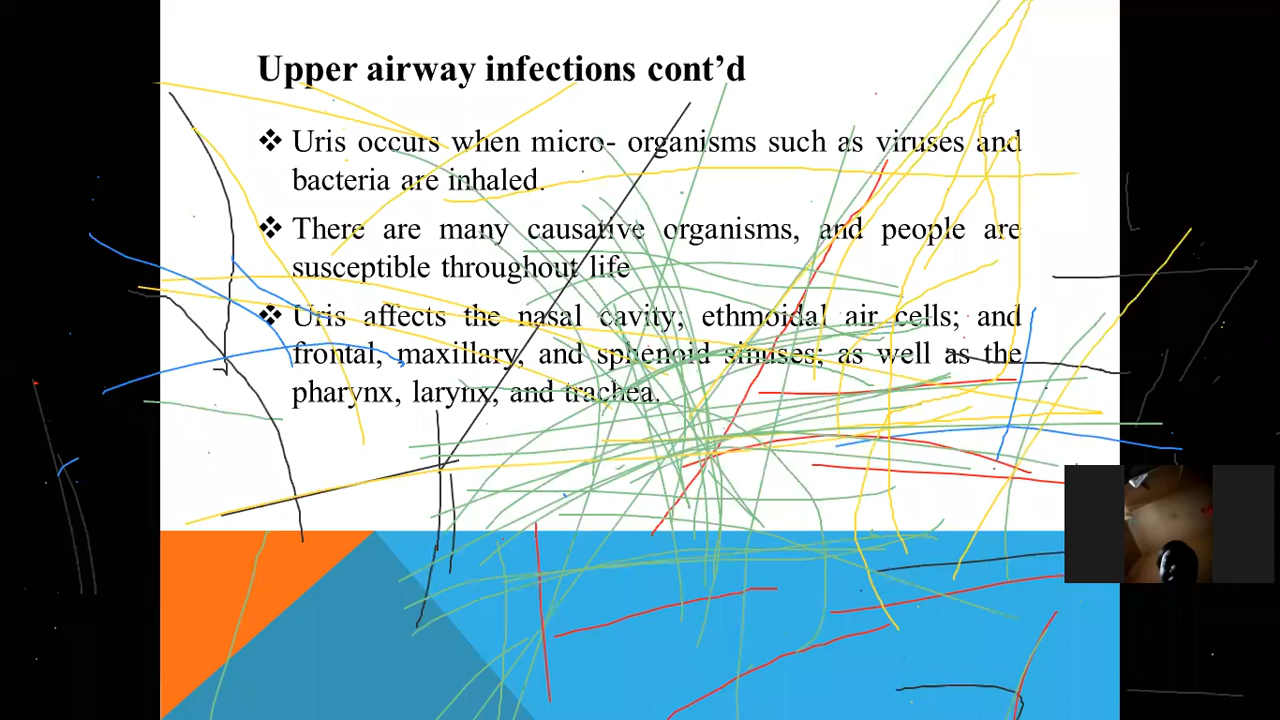 Upper airway infections cont’d
❖ Uris occurs when micro- organisms such as viruses and
bacteria are inhaled.
❖ There are many causative organisms, and people are
susceptible throughout life
❖ Uris affects the nasal cavity; ethmoidal air cells; and
frontal, maxillary, and sphenoid sinuses; as well as the
pharynx, larynx, and trachea.